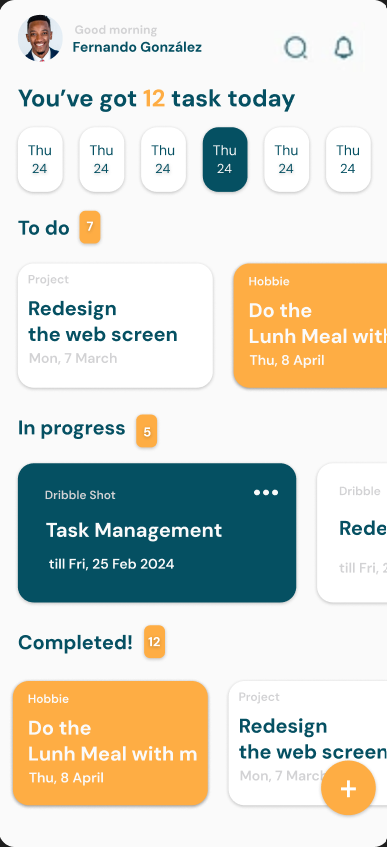 Good morning
Fernando González
You’ve got 12 task today
Thu Thu Thu Thu Thu Thu
24 24 24 24 24 24
To do 7
Project
Redesign
the web screen
Mon, 7 March
Hobbie
Do the
Lunh Meal with
Thu, 8 April
In progress 5
Dribble Shot
Task Management
till Fri, 25 Feb 2024
Dribble
Rede
till Fri, 2
Completed! 12
Hobbie
Do the
Lunh Meal with m
Thu, 8 April
Project
Redesign
the web screen
Mon, 7 March
+